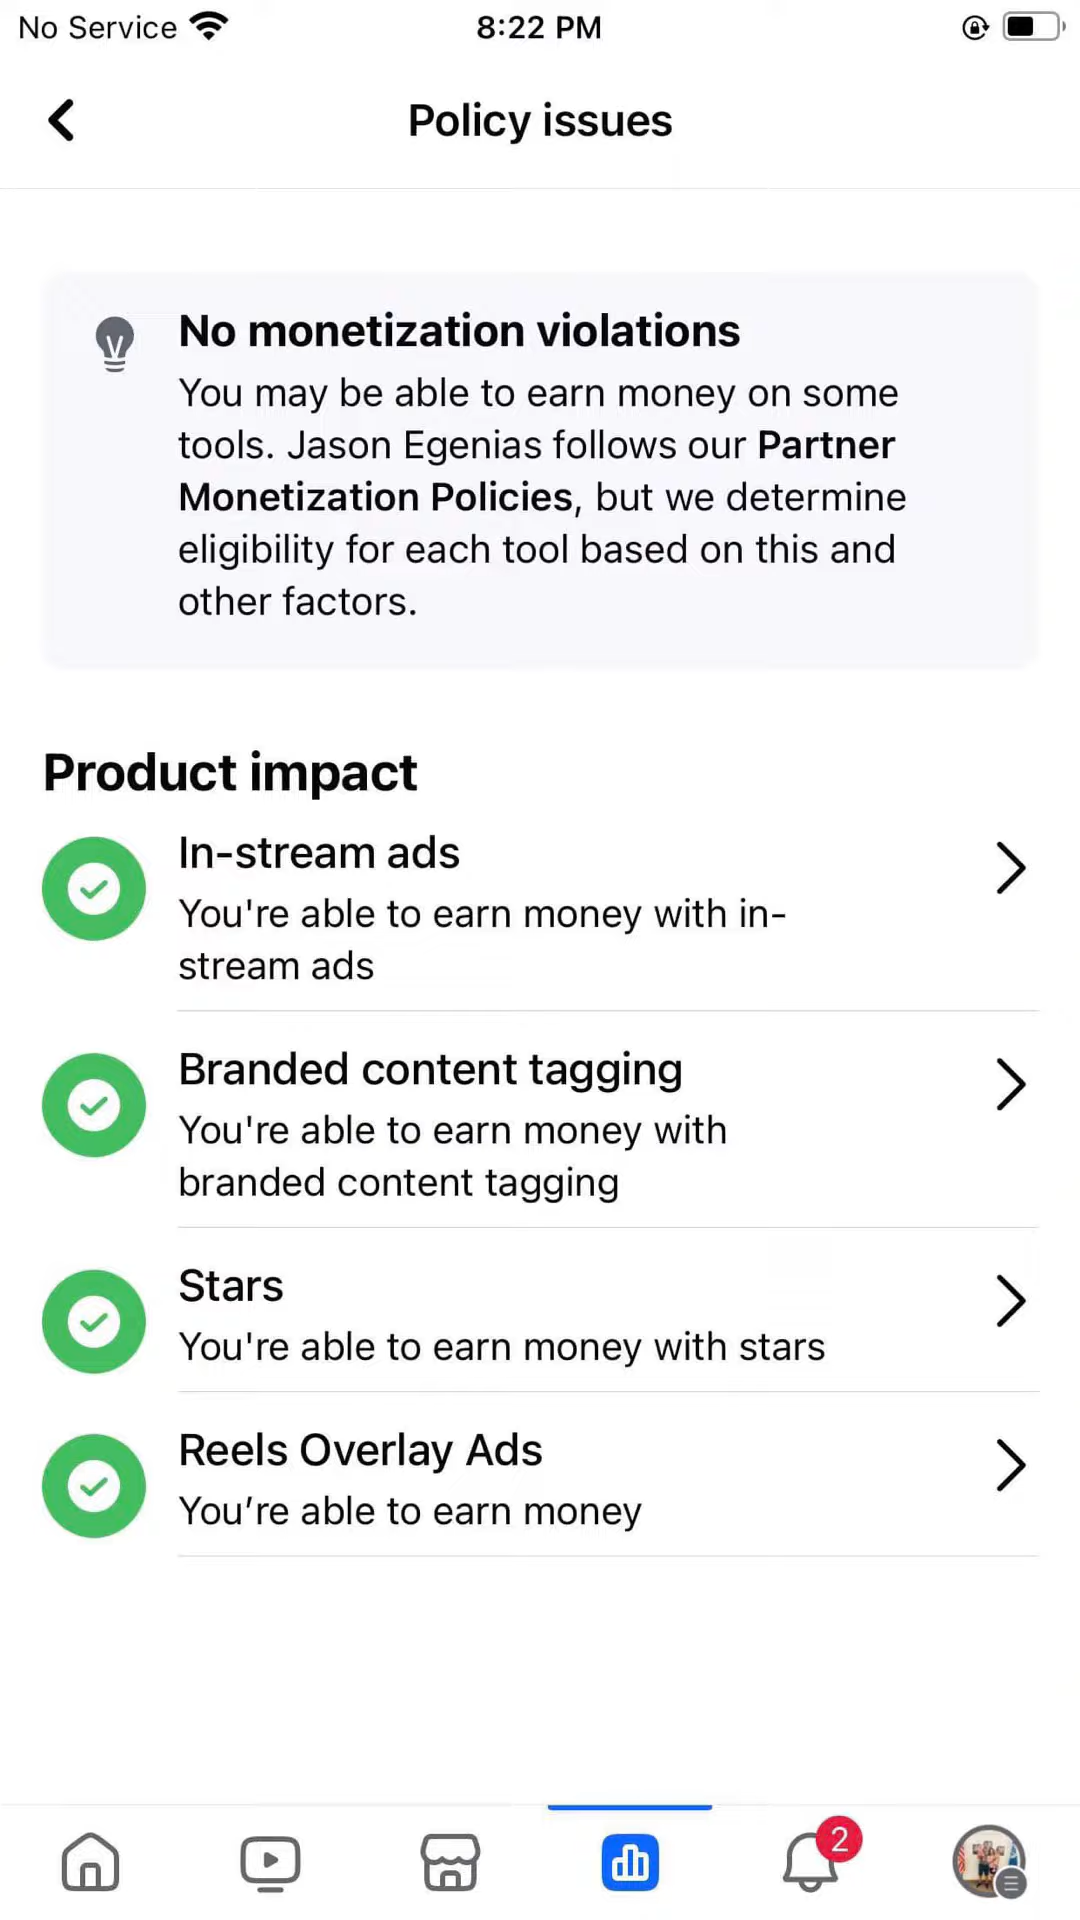 No Service
8:22 PM
Policy issues
No monetization violations
You may be able to earn money on some
tools. Jason Egenias follows our Partner
Monetization Policies, but we determine
eligibility for each tool based on this and
other factors.
Product impact
In-stream ads
You're able to earn money with in-
stream ads
Branded content tagging
You're able to earn money with
branded content tagging
Stars
You're able to earn money with stars
Reels Overlay Ads
You’re able to earn money
2